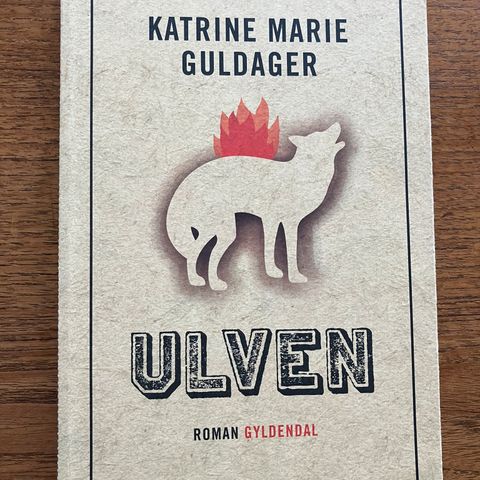 KATRINE MARIE
GULDAGER
ULVEN
ROMAN GYLDENDAL